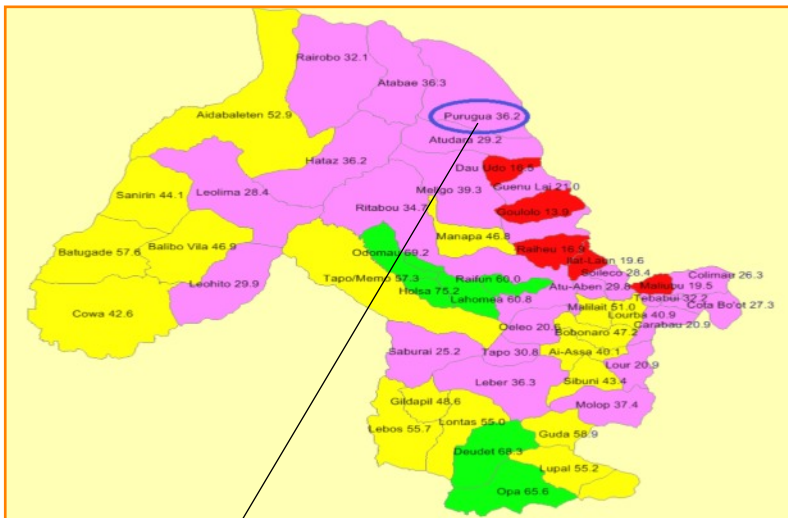 Rairobo 32.1
Atabae 36.3
Aidabaleten 52.9
Purugua 36.2
Atudara 29.2
Hataz 36.2
Dau Udo 16.5
Guenu Lai 21.0
Leolima 28.4
Meligo 39.3
Sanirin 44.1
Ritabou 34.7
Goulolo 13.9
Manapa 46.8
Balibo Vila 46.9
Batugade 57.6
Odomau 69.2
Raiheu 16.9
Jiat-Laun 19.6
Soileco 28.4
Colimau 26.3
Tapo/Memo 57.3
Raifun 60.0
Leohito 29.9
Holsa 75.2
Atu-Aben 29.8
Maliubu 19.5
Tebabui 32.2
Lahomea 60.8
Malilait 51.0
Cota Bo'ot 27.3
Cowa 42.6
Lourba 40.9
Oeleo 20.6
Carabau 20.9
Bobonaro 47.2
Saburai 25.2
Tapo 30.8
Ai-Assa 40.1
Lour 20.9
Leber 36.3
Sibuni 43.4
Gildapil 48.6
Molop 37.4
Lontas 55.0
Lebos 55.7
Guda 58.9
Deudet 68.3
Lupal 55.2
Opa 65.6